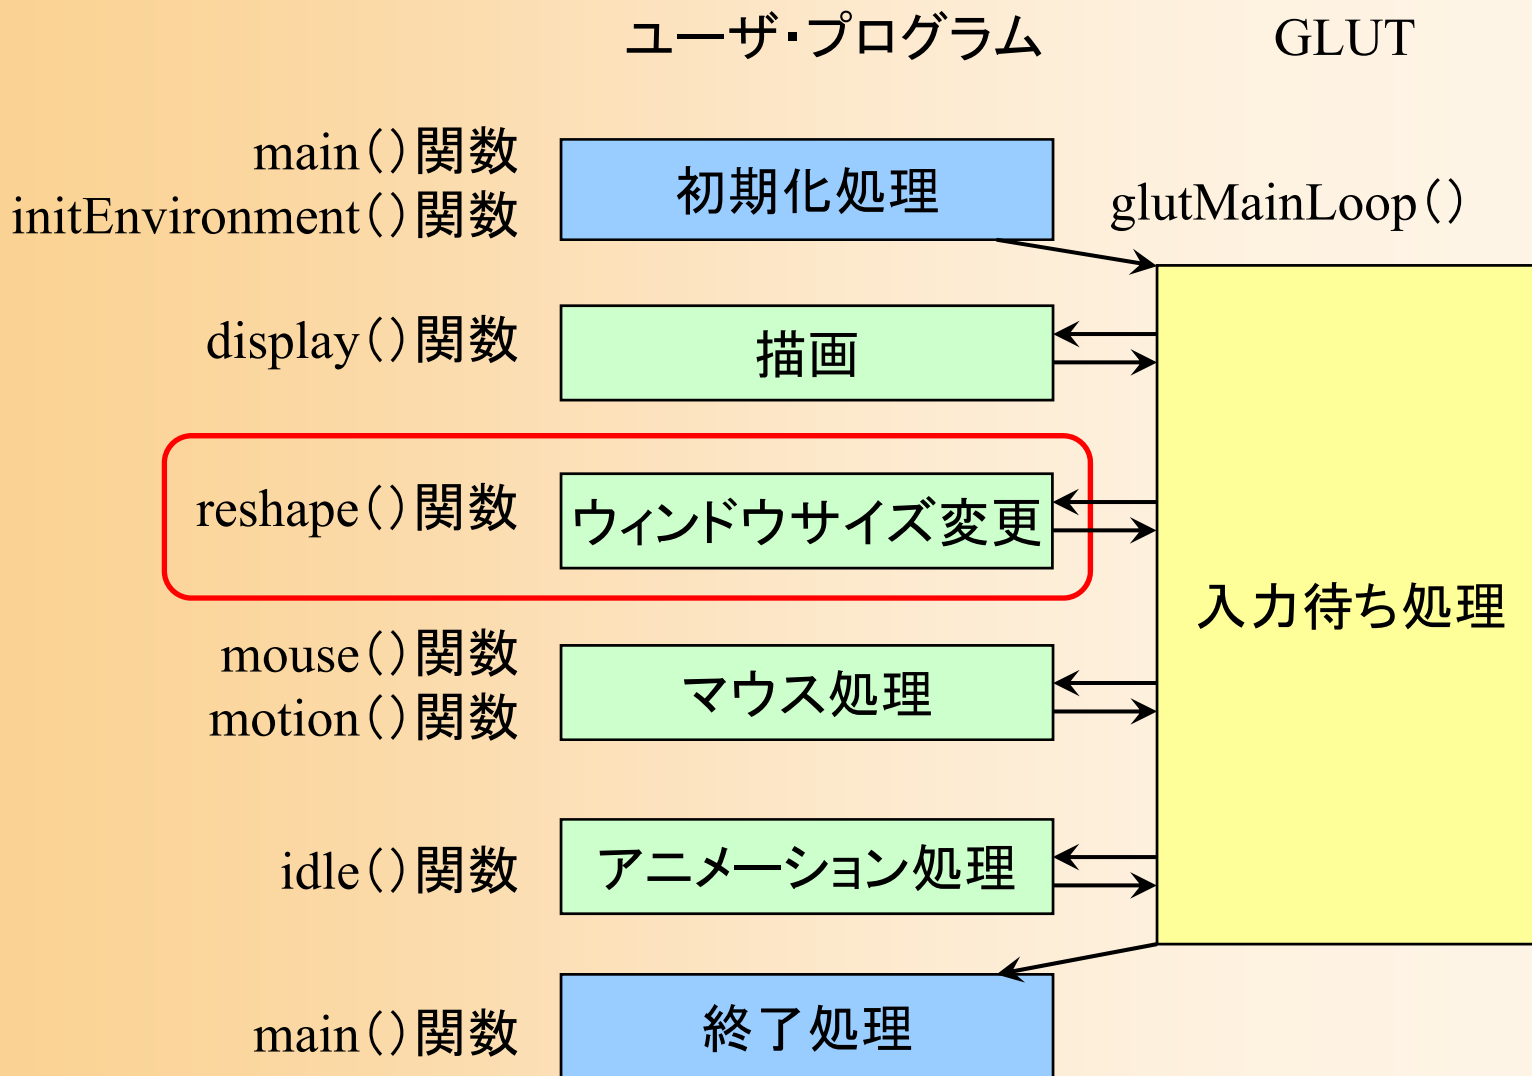 ユーザ・プログラム
GLUT
main()関数
initEnvironment()関数
初期化処理
glutMainLoop()
display()関数
描画
reshape()関数
ウィンドウサイズ変更
入力待ち処理
mouse()関数
motion()関数
マウス処理
idle()関数
アニメーション処理
main()関数
終了処理